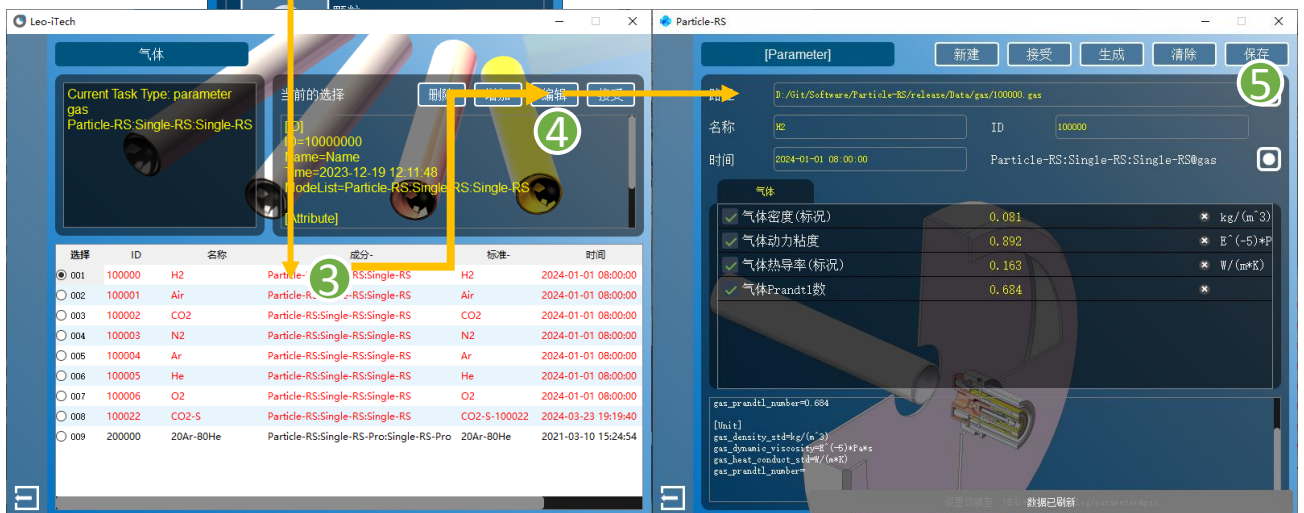 颗粒
Leo-iTech
气体
Current Task Type: parameter
gas
Particle-RS:Single-RS:Single-RS
当前的选择
删除
增加
编辑
接受
[ID]
ID=10000000
Name=Name
Time=2023-12-19 12:11:48
ModeList=Particle-RS:Single-RS:Single-RS
[Attribute]
4
选择 ID 名称 成分- 标准- 时间
001 100000 H2 Particle-RS:Single-RS H2 2024-01-01 08:00:00
3
002 100001 Air Particle-RS:Single-RS:Single-RS Air 2024-01-01 08:00:00
003 100002 CO2 Particle-RS:Single-RS:Single-RS CO2 2024-01-01 08:00:00
004 100003 N2 Particle-RS:Single-RS:Single-RS N2 2024-01-01 08:00:00
005 100004 Ar Particle-RS:Single-RS:Single-RS Ar 2024-01-01 08:00:00
006 100005 He Particle-RS:Single-RS:Single-RS He 2024-01-01 08:00:00
007 100006 O2 Particle-RS:Single-RS:Single-RS O2 2024-01-01 08:00:00
008 100022 CO2-S Particle-RS:Single-RS:Single-RS CO2-S-100022 2024-03-23 19:19:40
009 200000 20Ar-80He Particle-RS:Single-RS-Pro:Single-RS-Pro 20Ar-80He 2021-03-10 15:24:54
Particle-RS
[Parameter]
新建
接受
生成
清除
保存
5
路径 D:/Git/Software/Particle-RS/release/Data/gas/100000.gas
名称 H2 ID 100000
时间 2024-01-01 08:00:00 Particle-RS:Single-RS:Single-RS@gas
气体
气体密度(标况) 0.081 kg/(m^3)
气体动力粘度 0.892 E^(-5)*P
气体热导率(标况) 0.163 W/(m*K)
气体Prandtl数 0.684
gas_prandtl_number=0.684
[Unit]
gas_density_std=kg/(m^3)
gas_dynamic_viscosity=E^(-5)*Pa*s
gas_heat_conduct_std=W/(m*K)
gas_prandtl_number=
数据已刷新